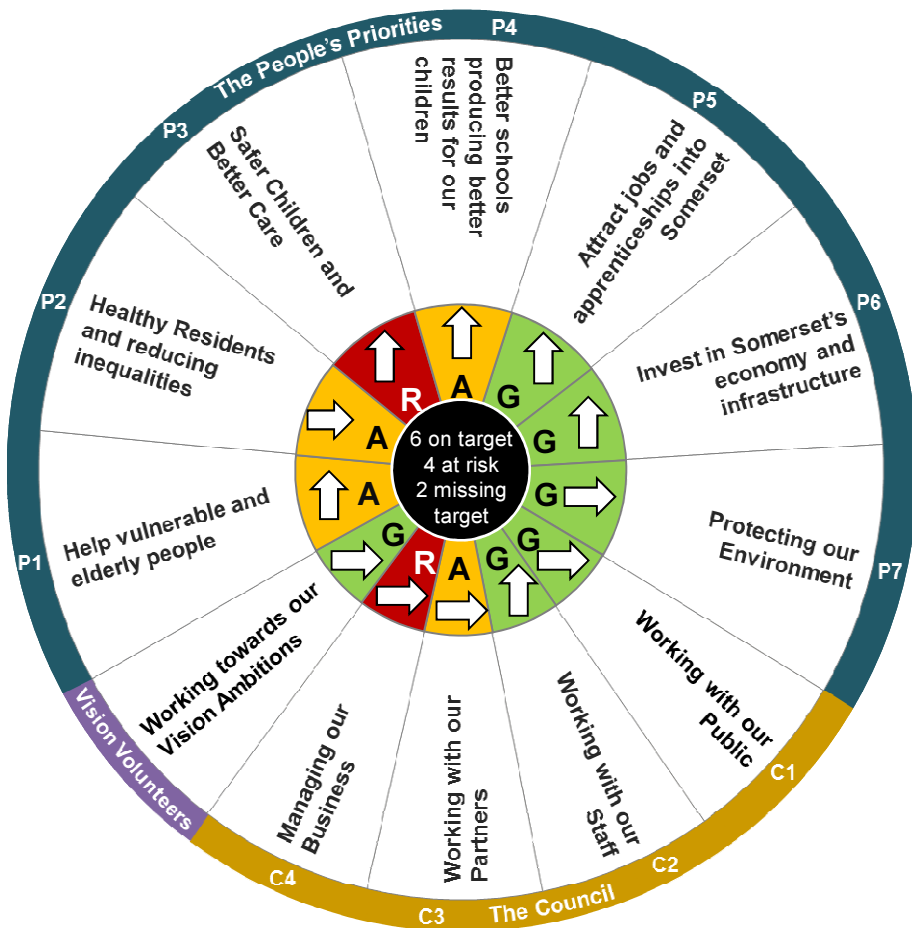 The People's Priorities
P1
Help vulnerable and
elderly people
A
P2
Healthy Residents
and reducing
inequalities
A
P3
Safer Children and
Better Care
R
P4
Better schools
producing better
results for our
children
A
P5
Attract jobs and
apprenticeships into
Somerset
G
P6
Invest in Somerset's
economy and
infrastructure
G
P7
Protecting our
Environment
G
The Council
C1
Working with our
Public
G
C2
Working with our
Staff
G
C3
Working with our
Partners
A
C4
Managing our
Business
R
Vision Volunteers
Working towards our
Vision Ambitions
G
6 on target
4 at risk
2 missing
target